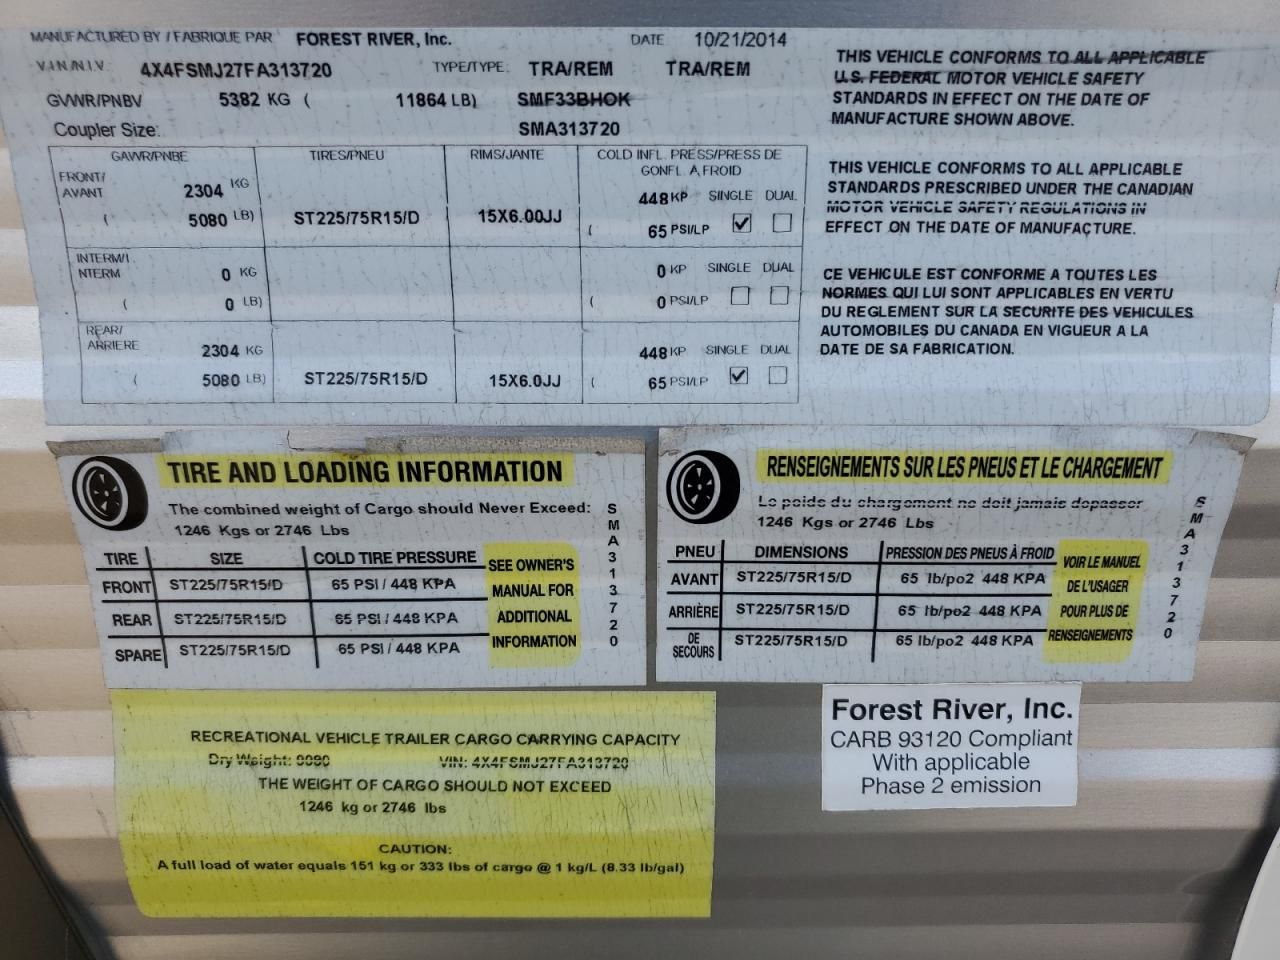 MANUFACTURED BY / FABRIQUE PAR FOREST RIVER, Inc. DATE 10/21/2014
V.I.N/N.I.V. 4X4FSMJ27FA313720 TYPE/TYPE: TRA/REM TRA/REM
GVWR/PNBV 5382 KG ( 11864 LB) SMF33BHOK
Coupler Size: SMA313720
GAWR/PNBE TIRES/PNEU RIMS/JANTE COLD INFL. PRESS/PRESS DE
GONFL. A FROID
FRONT/
AVANT 2304 KG 448 KP SINGLE DUAL
( 5080 LB) ST225/75R15/D 15X6.00JJ ( 65 PSI/LP
INTERM/I
NTERM 0 KG 0 KP SINGLE DUAL
( 0 LB) ( 0 PSI/LP
REAR/
ARRIERE 2304 KG 448 KP SINGLE DUAL
( 5080 LB) ST225/75R15/D 15X6.0JJ ( 65 PSI/LP
THIS VEHICLE CONFORMS TO ALL APPLICABLE
U.S. FEDERAL MOTOR VEHICLE SAFETY
STANDARDS IN EFFECT ON THE DATE OF
MANUFACTURE SHOWN ABOVE.
THIS VEHICLE CONFORMS TO ALL APPLICABLE
STANDARDS PRESCRIBED UNDER THE CANADIAN
MOTOR VEHICLE SAFETY REGULATIONS IN
EFFECT ON THE DATE OF MANUFACTURE.
CE VEHICULE EST CONFORME A TOUTES LES
NORMES QUI LUI SONT APPLICABLES EN VERTU
DU REGLEMENT SUR LA SECURITE DES VEHICULES
AUTOMOBILES DU CANADA EN VIGUEUR A LA
DATE DE SA FABRICATION.
TIRE AND LOADING INFORMATION
The combined weight of Cargo should Never Exceed:
1246 Kgs or 2746 Lbs
TIRE SIZE COLD TIRE PRESSURE
FRONT ST225/75R15/D 65 PSI / 448 KPA
REAR ST225/75R15/D 65 PSI / 448 KPA
SPARE ST225/75R15/D 65 PSI / 448 KPA
SEE OWNER'S
MANUAL FOR
ADDITIONAL
INFORMATION
SMA313720
RENSEIGNEMENTS SUR LES PNEUS ET LE CHARGEMENT
Le poids du chargement ne doit jamais depasser
1246 Kgs or 2746 Lbs
PNEU DIMENSIONS PRESSION DES PNEUS À FROID
AVANT ST225/75R15/D 65 lb/po2 448 KPA
ARRIÈRE ST225/75R15/D 65 lb/po2 448 KPA
DE
SECOURS ST225/75R15/D 65 lb/po2 448 KPA
VOIR LE MANUEL
DE L'USAGER
POUR PLUS DE
RENSEIGNEMENTS
SMA313720
RECREATIONAL VEHICLE TRAILER CARGO CARRYING CAPACITY
Dry Weight: 9090 VIN: 4X4FSMJ27FA313720
THE WEIGHT OF CARGO SHOULD NOT EXCEED
1246 kg or 2746 lbs
CAUTION:
A full load of water equals 151 kg or 333 lbs of cargo @ 1 kg/L (8.33 lb/gal)
Forest River, Inc.
CARB 93120 Compliant
With applicable
Phase 2 emission